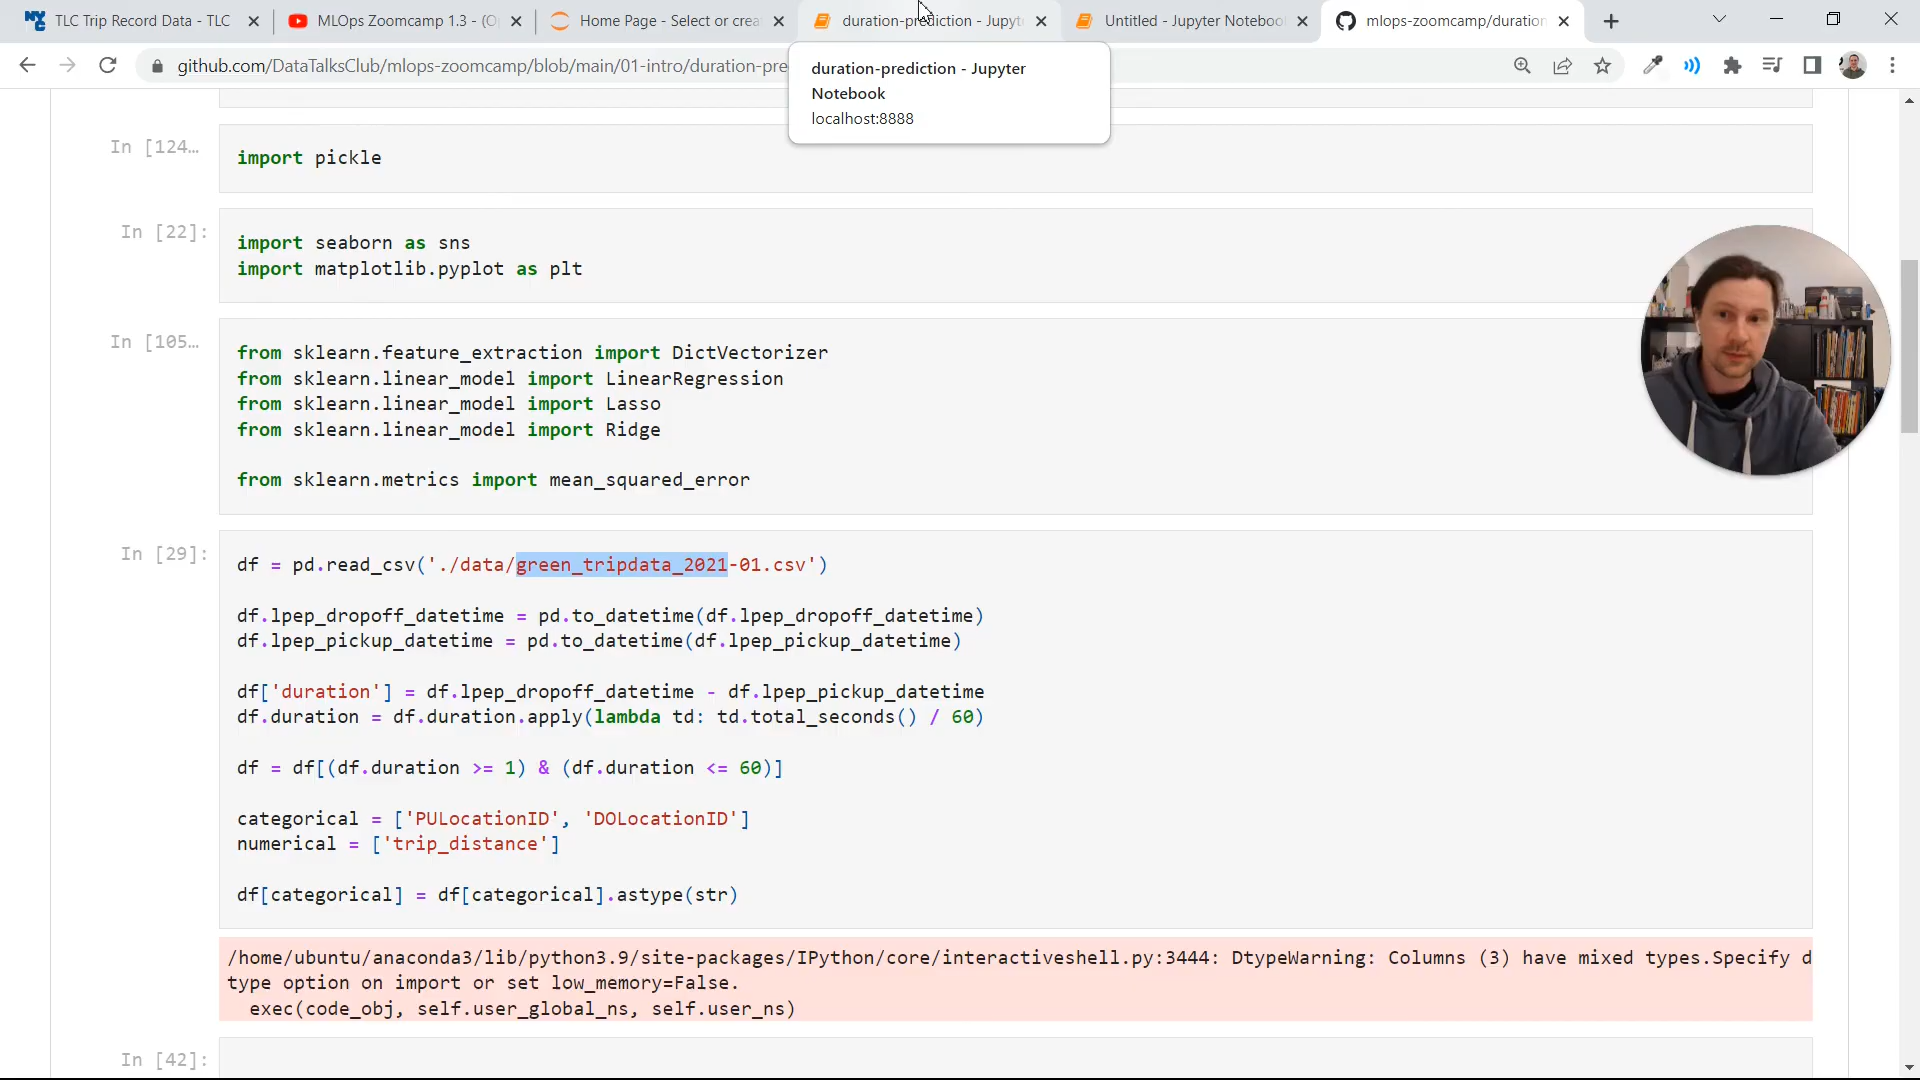 TLC Trip Record Data - TLC
MLOps Zoomcamp 1.3 - (O
Home Page - Select or crea
duration-prediction - Jupyt
Untitled - Jupyter Noteboo
mlops-zoomcamp/duration
github.com/DataTalksClub/mlops-zoomcamp/blob/main/01-intro/duration-pre
duration-prediction - Jupyter
Notebook
localhost:8888
In [124…
import pickle
In [22]:
import seaborn as sns
import matplotlib.pyplot as plt
In [105…
from sklearn.feature_extraction import DictVectorizer
from sklearn.linear_model import LinearRegression
from sklearn.linear_model import Lasso
from sklearn.linear_model import Ridge
from sklearn.metrics import mean_squared_error
In [29]:
df = pd.read_csv('./data/green_tripdata_2021-01.csv')
df.lpep_dropoff_datetime = pd.to_datetime(df.lpep_dropoff_datetime)
df.lpep_pickup_datetime = pd.to_datetime(df.lpep_pickup_datetime)
df['duration'] = df.lpep_dropoff_datetime - df.lpep_pickup_datetime
df.duration = df.duration.apply(lambda td: td.total_seconds() / 60)
df = df[(df.duration >= 1) & (df.duration <= 60)]
categorical = ['PULocationID', 'DOLocationID']
numerical = ['trip_distance']
df[categorical] = df[categorical].astype(str)
/home/ubuntu/anaconda3/lib/python3.9/site-packages/IPython/core/interactiveshell.py:3444: DtypeWarning: Columns (3) have mixed types.Specify d
type option on import or set low_memory=False.
exec(code_obj, self.user_global_ns, self.user_ns)
In [42]: